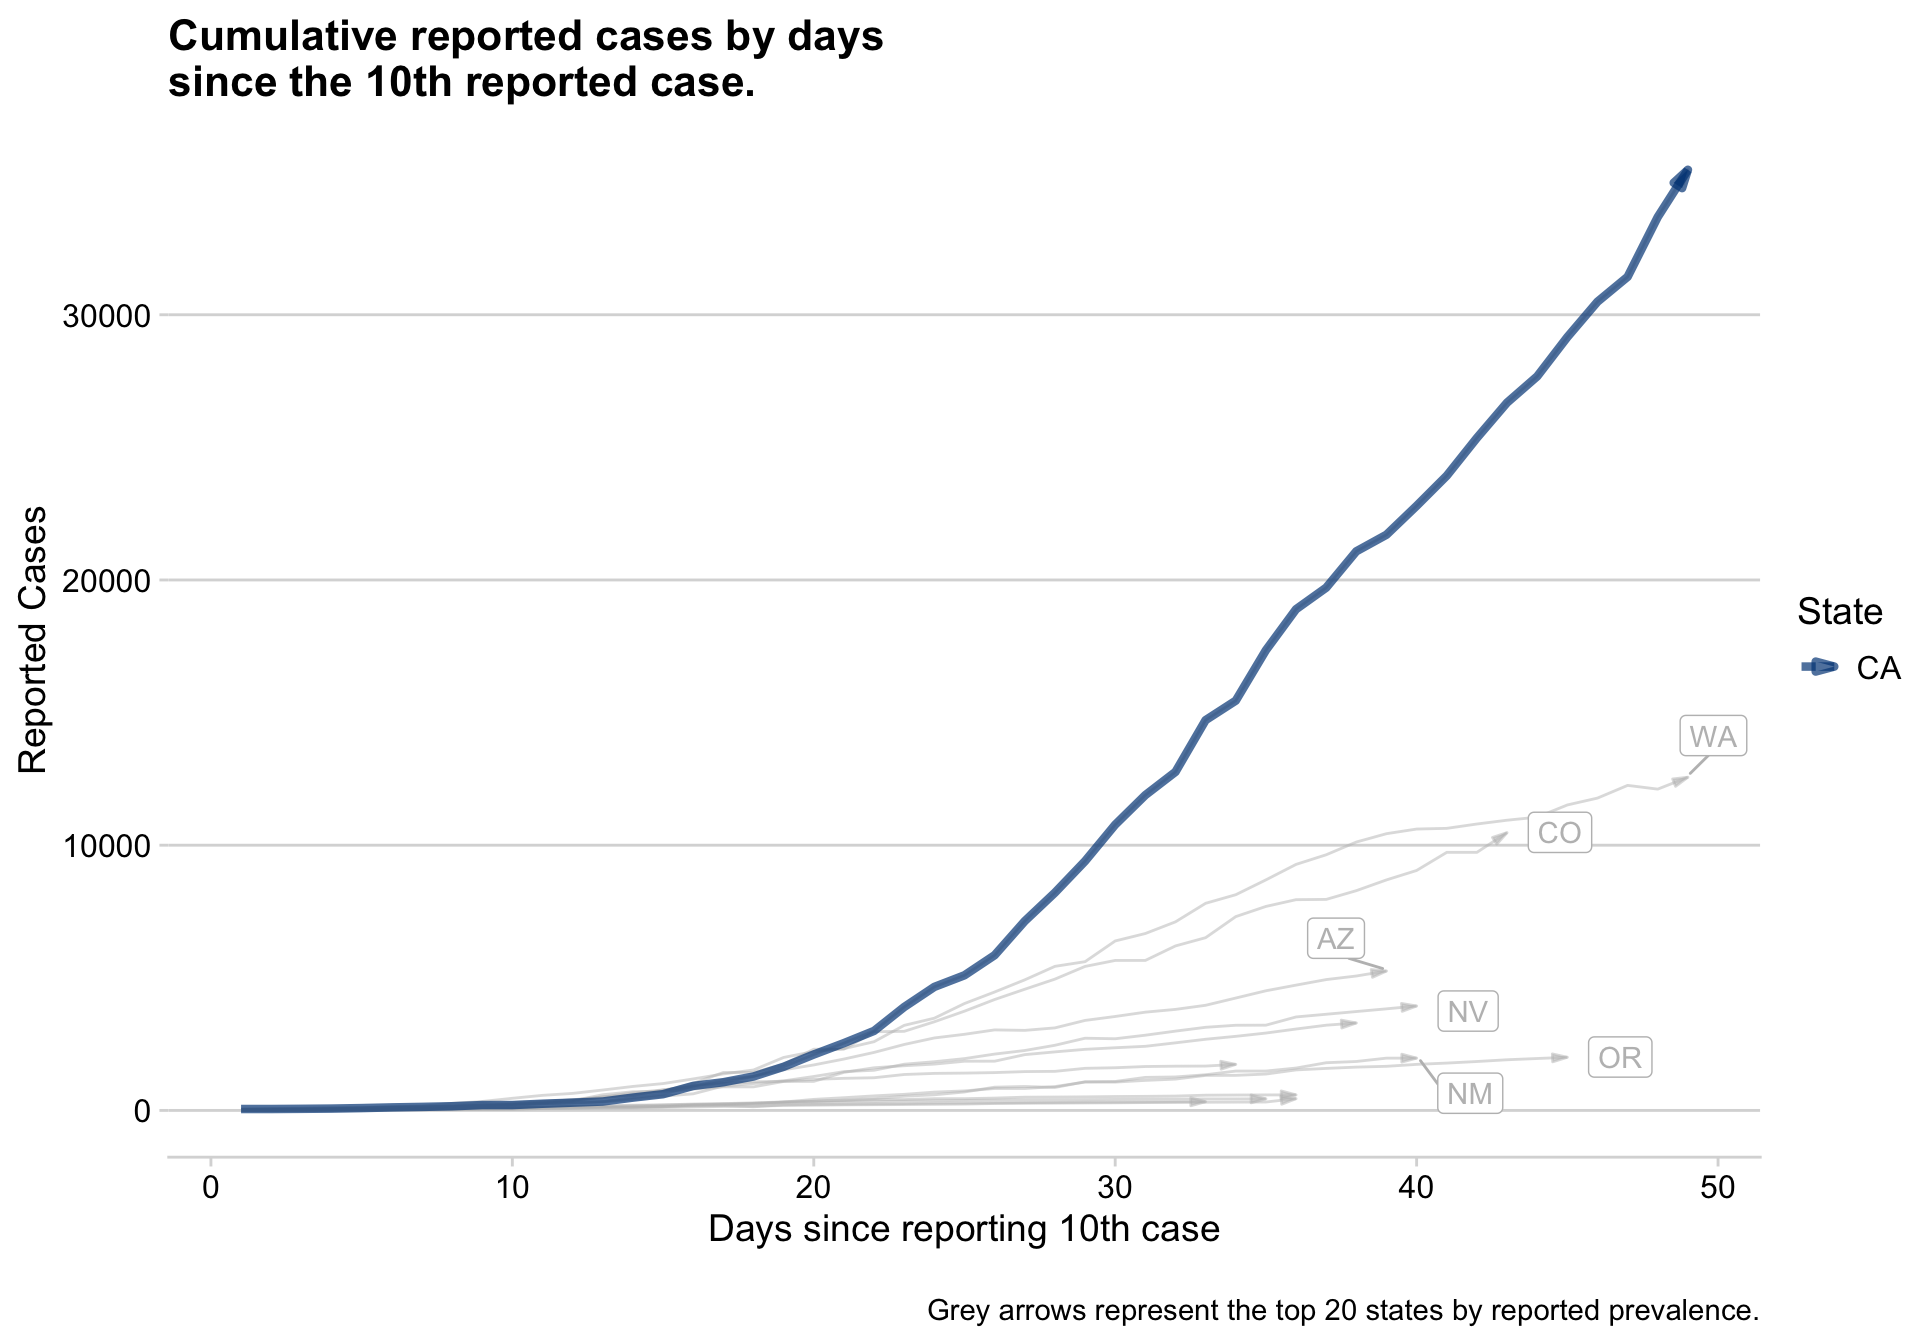 Cumulative reported cases by days
since the 10th reported case.
Reported Cases
30000
20000
10000
0
0 10 20 30 40 50
Days since reporting 10th case
WA
CO
AZ
NV
OR
NM
State
CA
Grey arrows represent the top 20 states by reported prevalence.